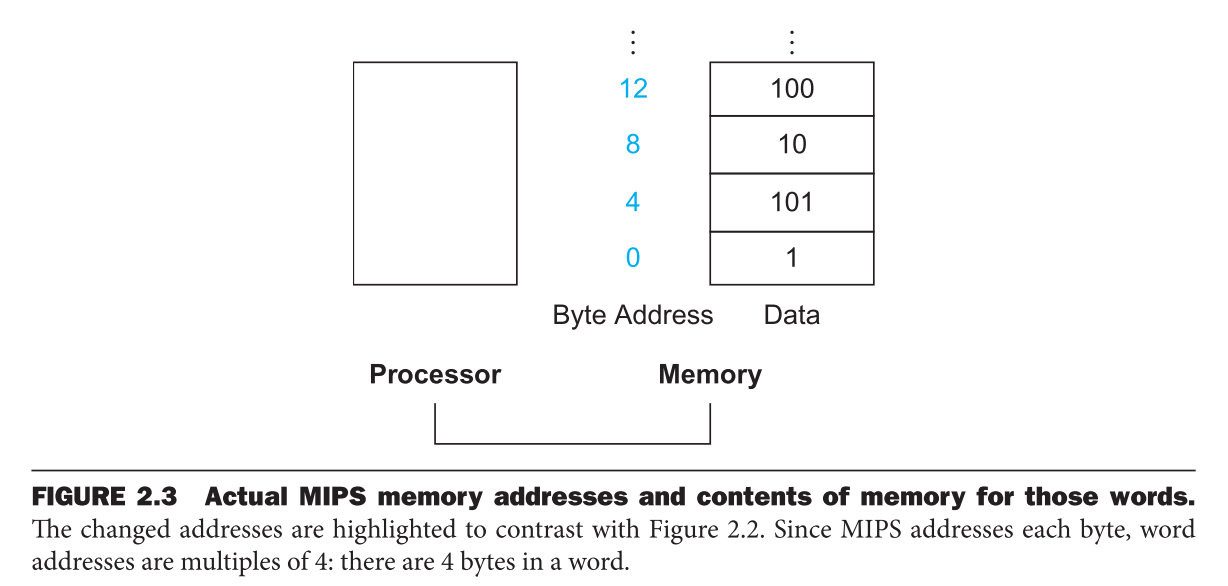 ⋮ ⋮
12 100
8 10
4 101
0 1
Byte Address Data
Processor Memory
FIGURE 2.3 Actual MIPS memory addresses and contents of memory for those words.
The changed addresses are highlighted to contrast with Figure 2.2. Since MIPS addresses each byte, word
addresses are multiples of 4: there are 4 bytes in a word.